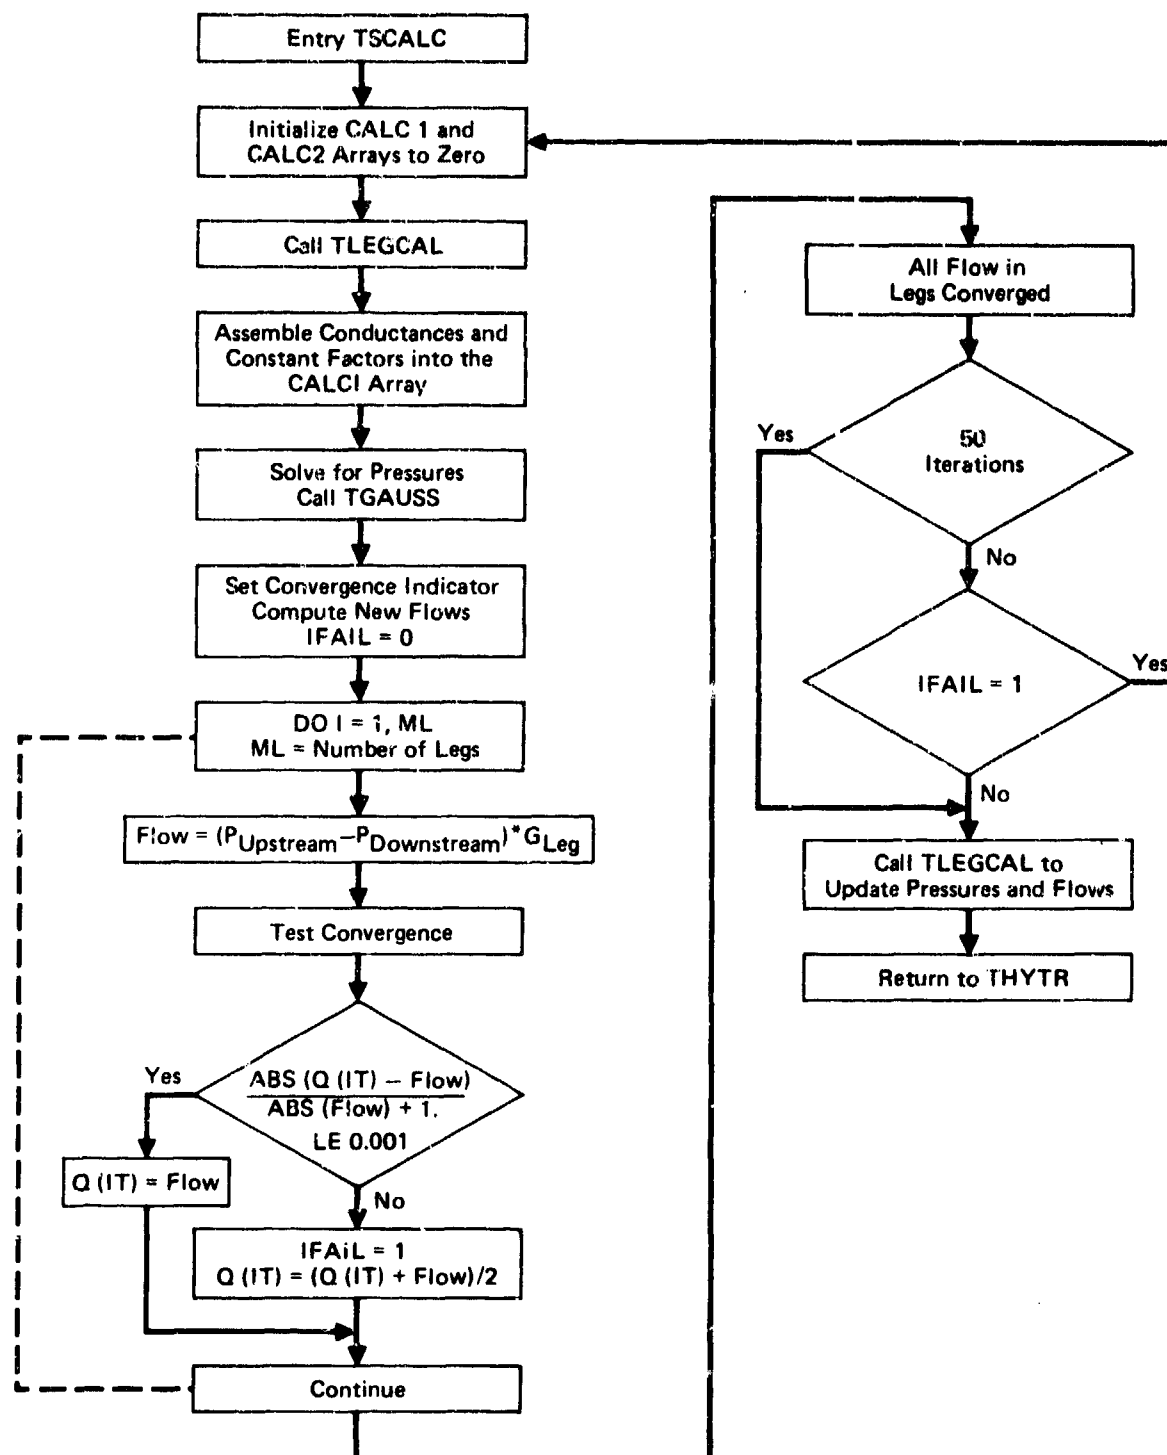 Entry TSCALC
Initialize CALC 1 and
CALC2 Arrays to Zero
Call TLEGCAL
Assemble Conductances and
Constant Factors into the
CALCI Array
Solve for Pressures
Call TGAUSS
Set Convergence Indicator
Compute New Flows
IFAIL = 0
DO I = 1, ML
ML = Number of Legs
Flow = (PUpstream−PDownstream)*GLeg
Test Convergence
Yes
ABS (Q (IT) − Flow)
ABS (Flow) + 1.
LE 0.001
Q (IT) = Flow
No
IFAIL = 1
Q (IT) = (Q (IT) + Flow)/2
Continue
All Flow in
Legs Converged
Yes
50
Iterations
No
Yes
IFAIL = 1
No
Call TLEGCAL to
Update Pressures and Flows
Return to THYTR